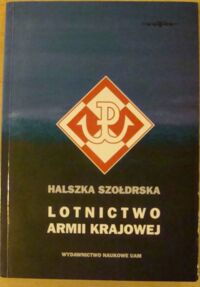 HALSZKA SZOŁDRSKA
LOTNICTWO
ARMII KRAJOWEJ
WYDAWNICTWO NAUKOWE UAM